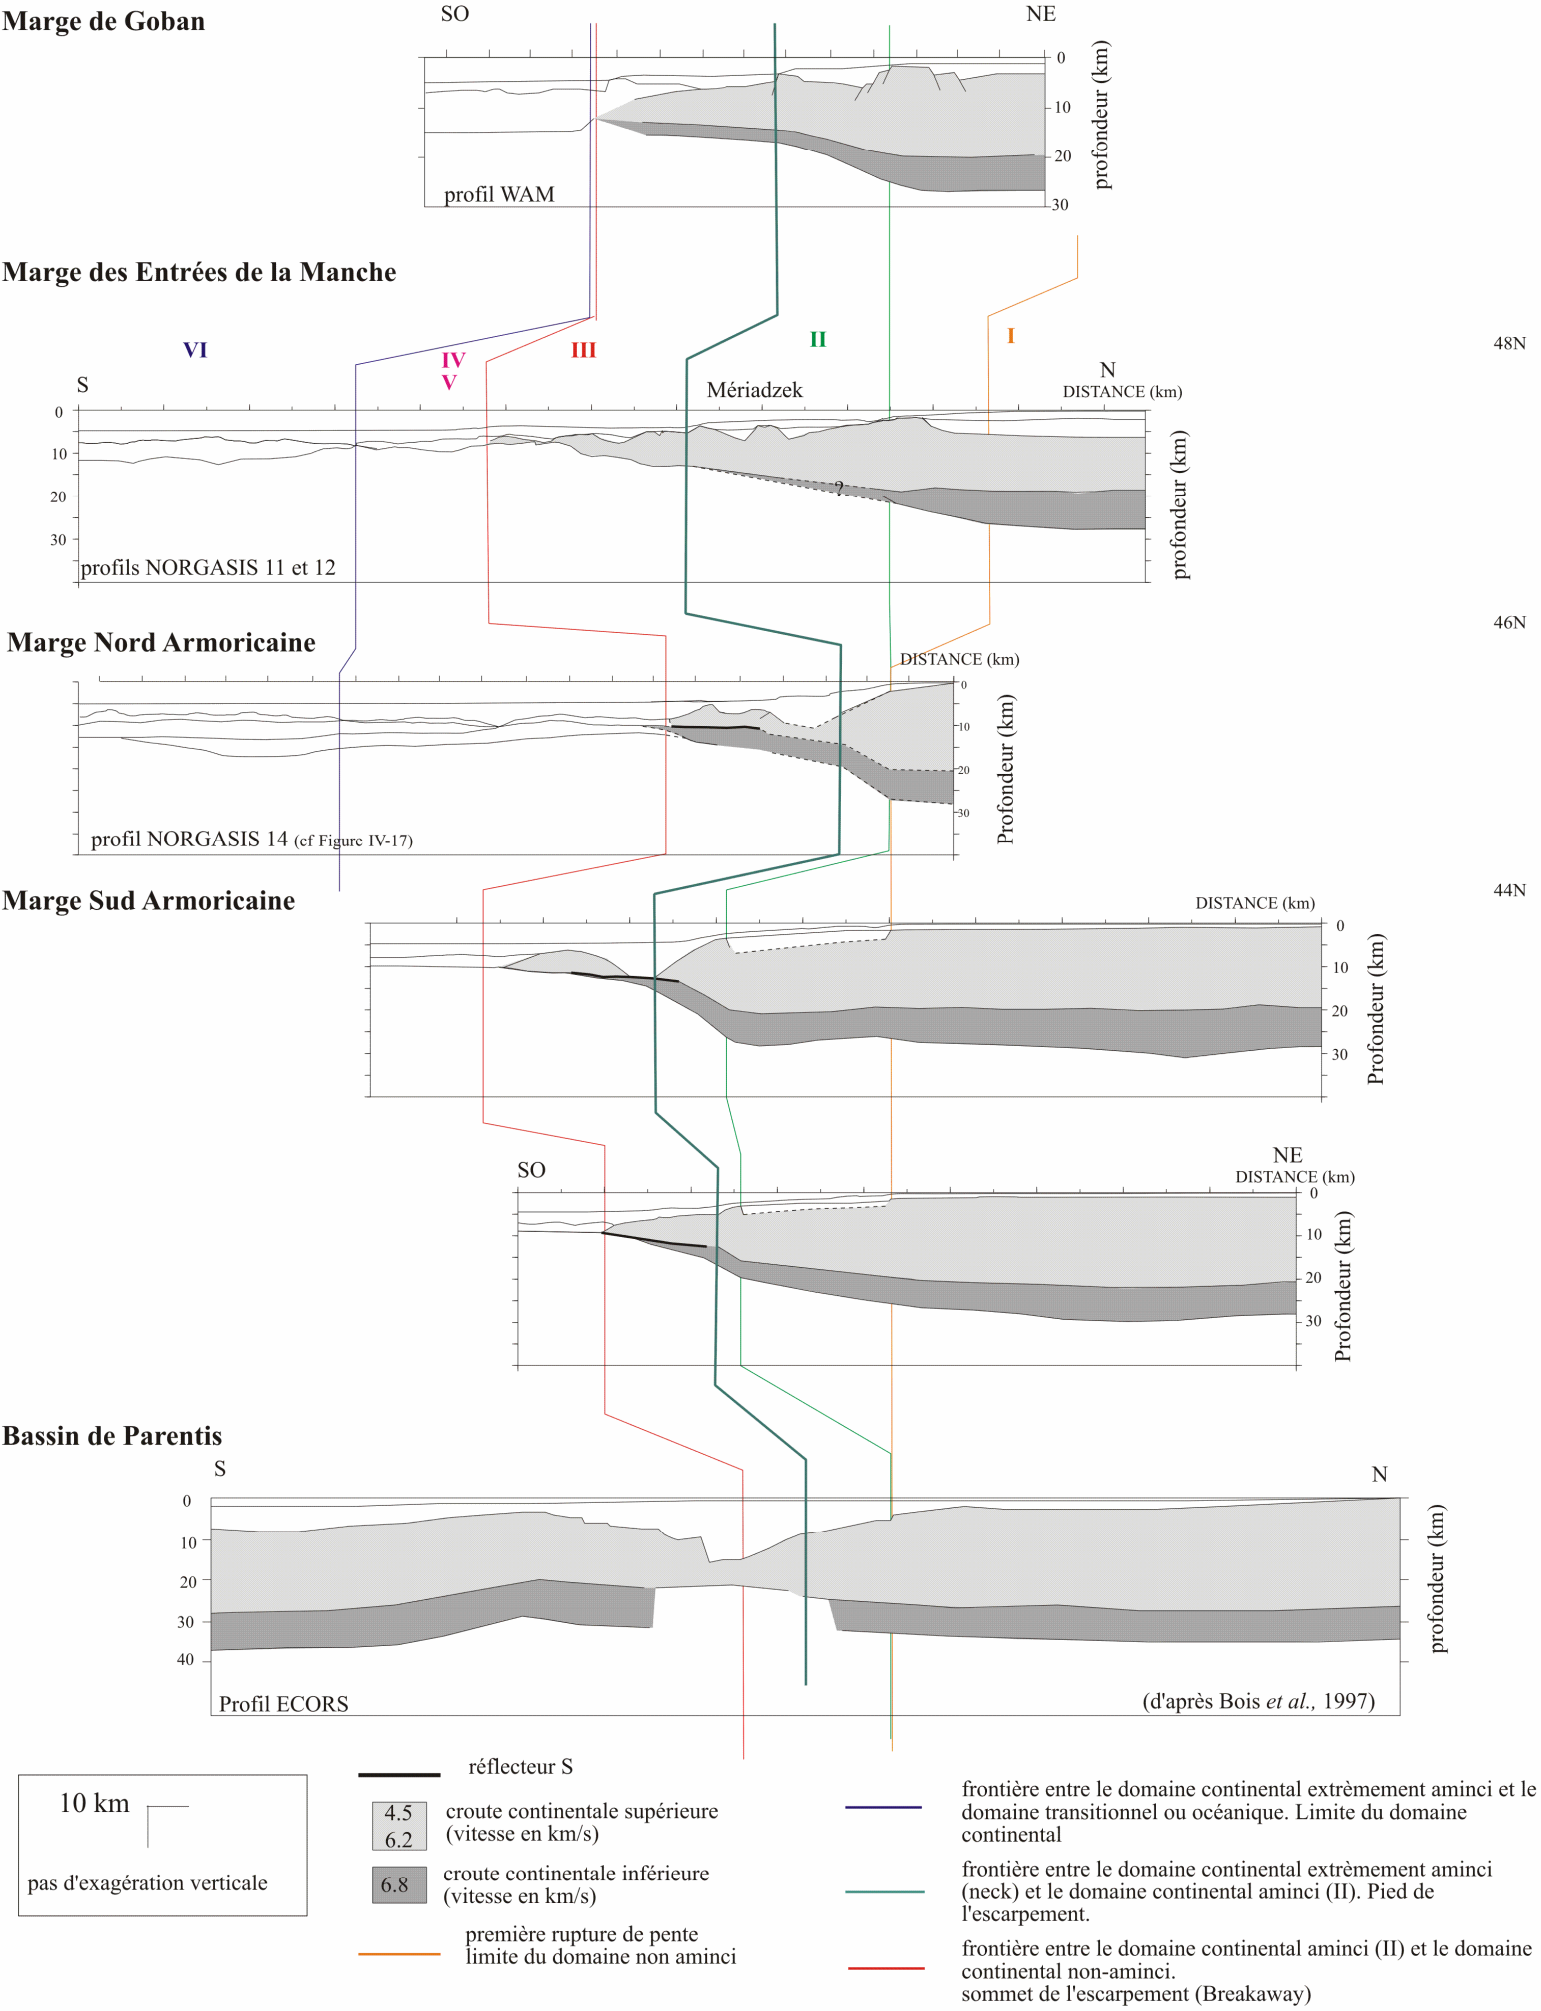 Marge de Goban
SO
NE
0
10
20
30
profondeur (km)
profil WAM
Marge des Entrées de la Manche
VI
IV
V
III
II
I
48N
S
Mériadzek
N
DISTANCE (km)
0
10
20
30
?
profondeur (km)
profils NORGASIS 11 et 12
46N
Marge Nord Armoricaine
DISTANCE (km)
0
10
20
30
Profondeur (km)
profil NORGASIS 14 (cf Figure IV-17)
44N
Marge Sud Armoricaine
DISTANCE (km)
0
10
20
30
Profondeur (km)
SO
NE
DISTANCE (km)
0
10
20
30
Profondeur (km)
Bassin de Parentis
S
N
0
10
20
30
40
profondeur (km)
Profil ECORS
(d'après Bois et al., 1997)
10 km
pas d'exagération verticale
réflecteur S
4.5
6.2
croute continentale supérieure
(vitesse en km/s)
6.8
croute continentale inférieure
(vitesse en km/s)
première rupture de pente
limite du domaine non aminci
frontière entre le domaine continental extrèmement aminci et le
domaine transitionnel ou océanique. Limite du domaine
continental
frontière entre le domaine continental extrèmement aminci
(neck) et le domaine continental aminci (II). Pied de
l'escarpement.
frontière entre le domaine continental aminci (II) et le domaine
continental non-aminci.
sommet de l'escarpement (Breakaway)